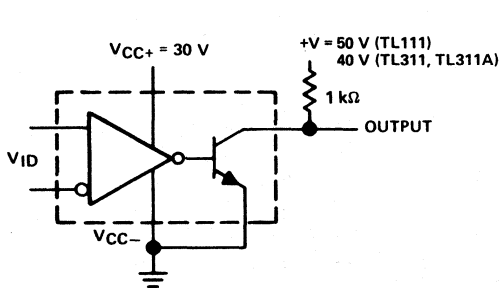 VCC+ = 30 V
+V = 50 V (TL111)
40 V (TL311, TL311A)
1 kΩ
OUTPUT
VID
VCC−